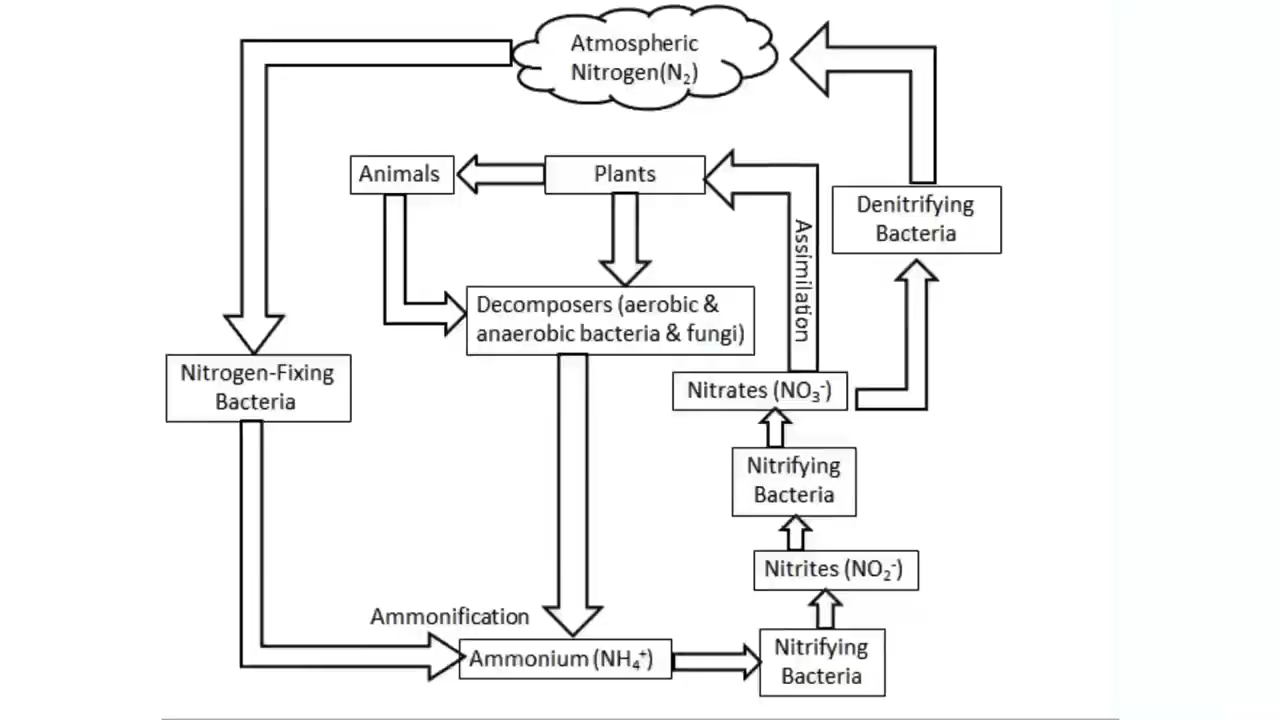 Atmospheric
Nitrogen(N₂)
Animals
Plants
Denitrifying
Bacteria
Assimilation
Decomposers (aerobic &
anaerobic bacteria & fungi)
Nitrogen-Fixing
Bacteria
Nitrates (NO₃⁻)
Nitrifying
Bacteria
Nitrites (NO₂⁻)
Ammonification
Ammonium (NH₄⁺)
Nitrifying
Bacteria